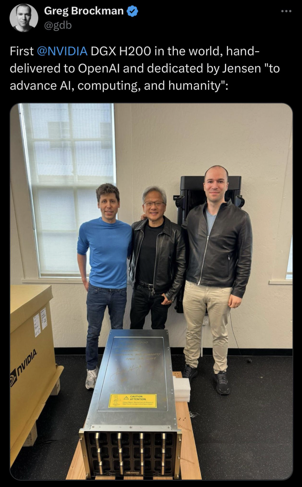 Greg Brockman
@gdb
First @NVIDIA DGX H200 in the world, hand-
delivered to OpenAI and dedicated by Jensen "to
advance AI, computing, and humanity":
NVIDIA
CAUTION